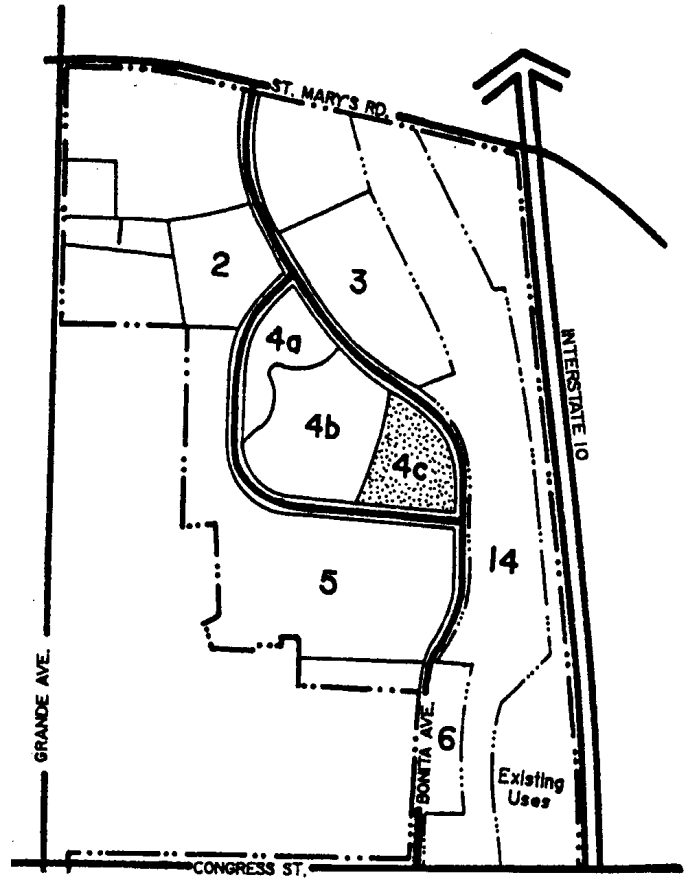 ST. MARY'S RD.
2
3
4a
4b
4c
INTERSTATE 10
14
5
GRANDE AVE.
BONITA AVE.
6
Existing
Uses
CONGRESS ST.